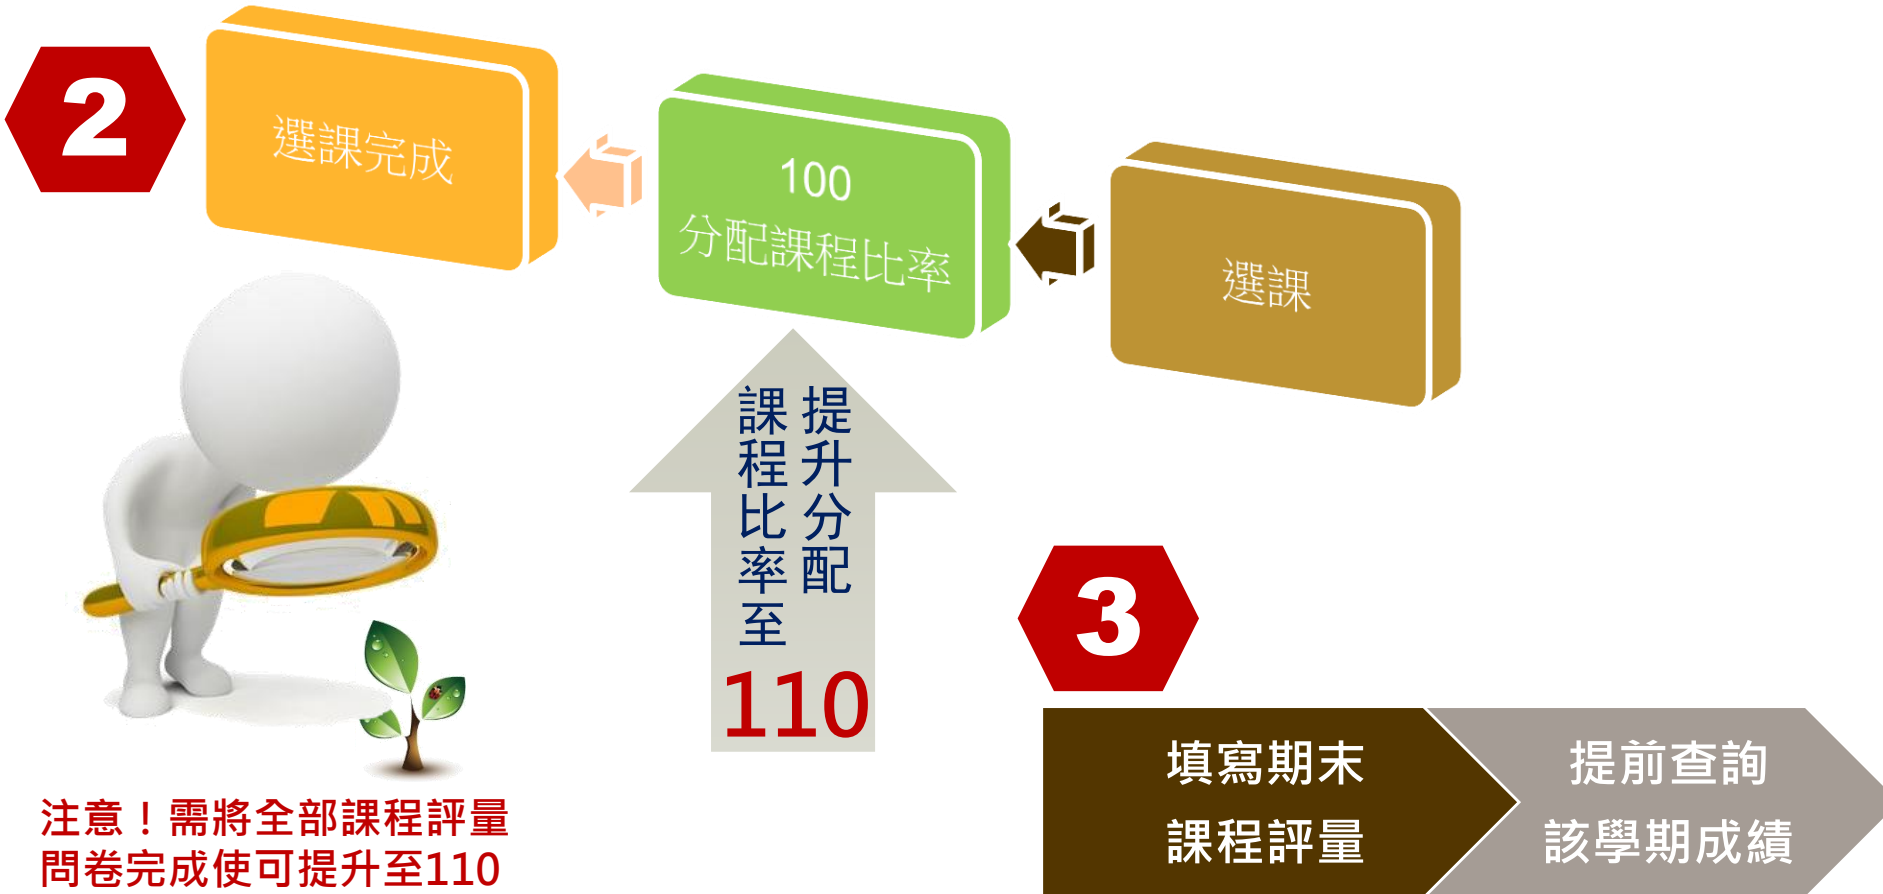 2
選課完成
100
分配課程比率
選課
提升分配
課程比率至
110
注意！需將全部課程評量
問卷完成使可提升至110
3
填寫期末
課程評量
提前查詢
該學期成績